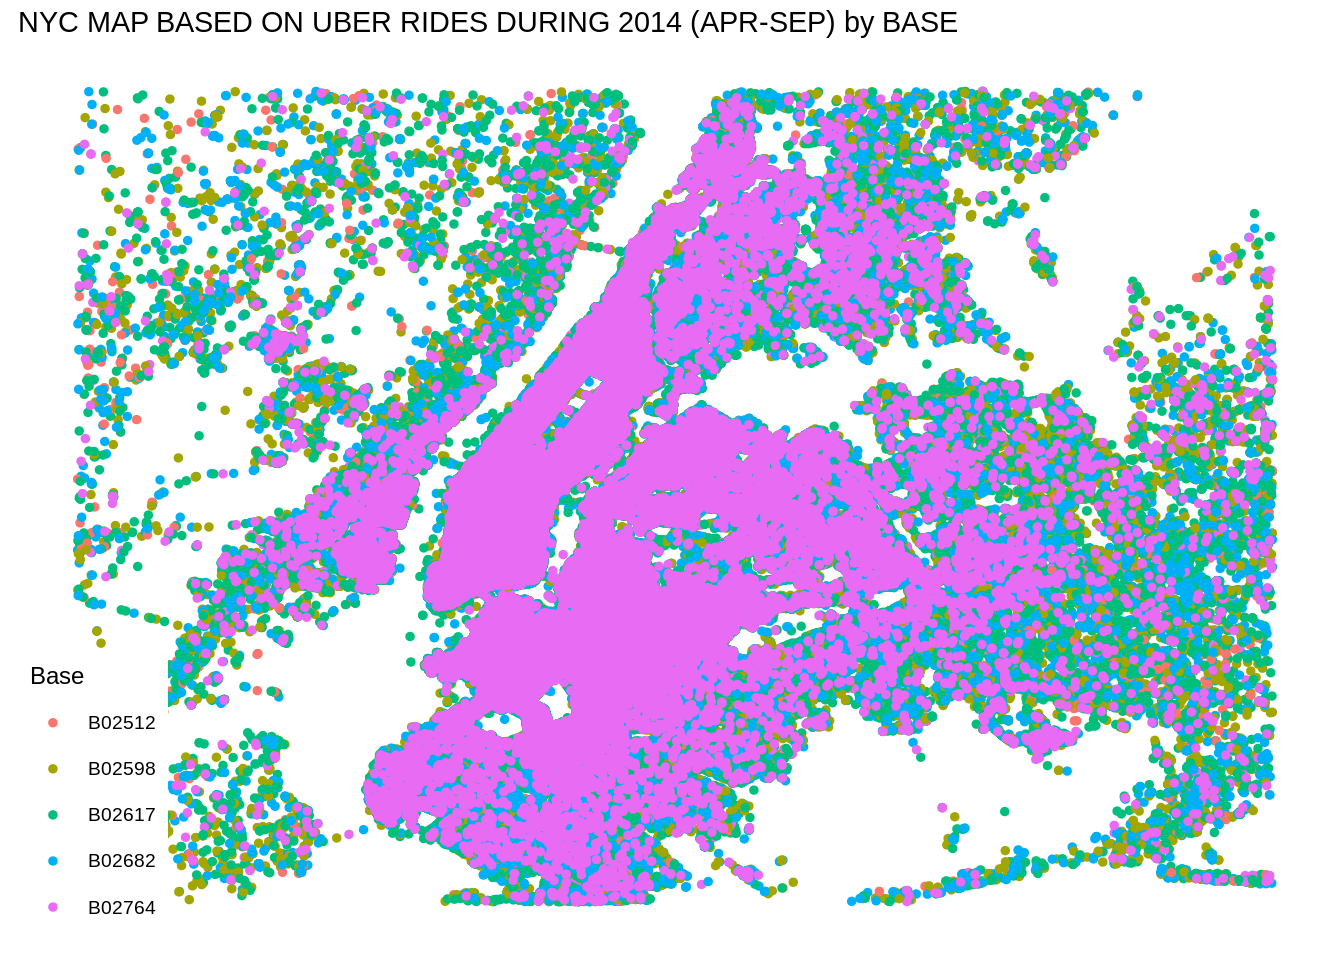 NYC MAP BASED ON UBER RIDES DURING 2014 (APR-SEP) by BASE
Base
B02512
B02598
B02617
B02682
B02764